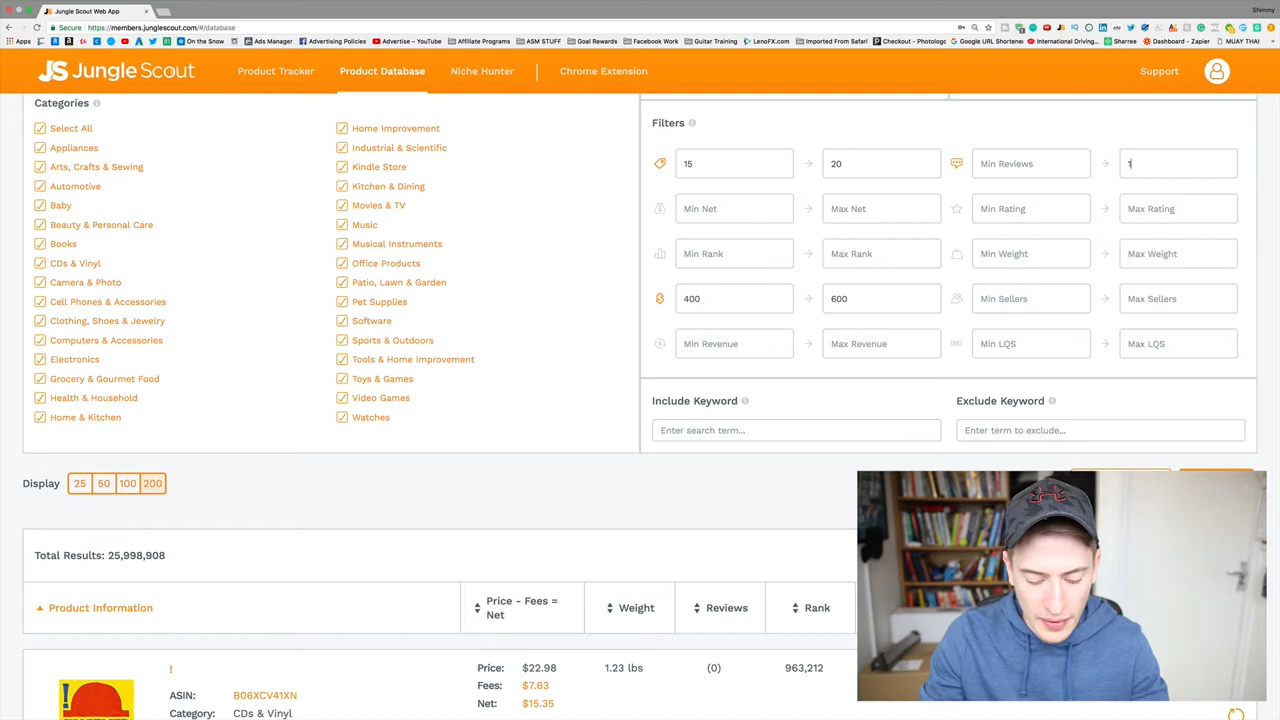 Jungle Scout Web App
Shimmy
Secure https://members.junglescout.com/#/database
Apps On the Snow Ads Manager Advertising Policies Advertise – YouTube Affiliate Programs ASM STUFF Goal Rewards Facebook Work Guitar Training LenoFX.com Imported From Safari Checkout - Photolog Google URL Shortene International Driving... Sharree Dashboard - Zapier MUAY THAI
JS Jungle Scout Product Tracker Product Database Niche Hunter Chrome Extension Support
Categories
Select All
Appliances
Arts, Crafts & Sewing
Automotive
Baby
Beauty & Personal Care
Books
CDs & Vinyl
Camera & Photo
Cell Phones & Accessories
Clothing, Shoes & Jewelry
Computers & Accessories
Electronics
Grocery & Gourmet Food
Health & Household
Home & Kitchen
Home Improvement
Industrial & Scientific
Kindle Store
Kitchen & Dining
Movies & TV
Music
Musical Instruments
Office Products
Patio, Lawn & Garden
Pet Supplies
Software
Sports & Outdoors
Tools & Home Improvement
Toys & Games
Video Games
Watches
Filters
15 20 Min Reviews 1
Min Net Max Net Min Rating Max Rating
Min Rank Max Rank Min Weight Max Weight
400 600 Min Sellers Max Sellers
Min Revenue Max Revenue Min LQS Max LQS
Include Keyword Exclude Keyword
Enter search term... Enter term to exclude...
Display 25 50 100 200
Total Results: 25,998,908
Product Information
Price - Fees =
Net
Weight Reviews Rank
!
ASIN: B06XCV41XN
Category: CDs & Vinyl
Price: $22.98 1.23 lbs (0) 963,212
Fees: $7.63
Net: $15.35